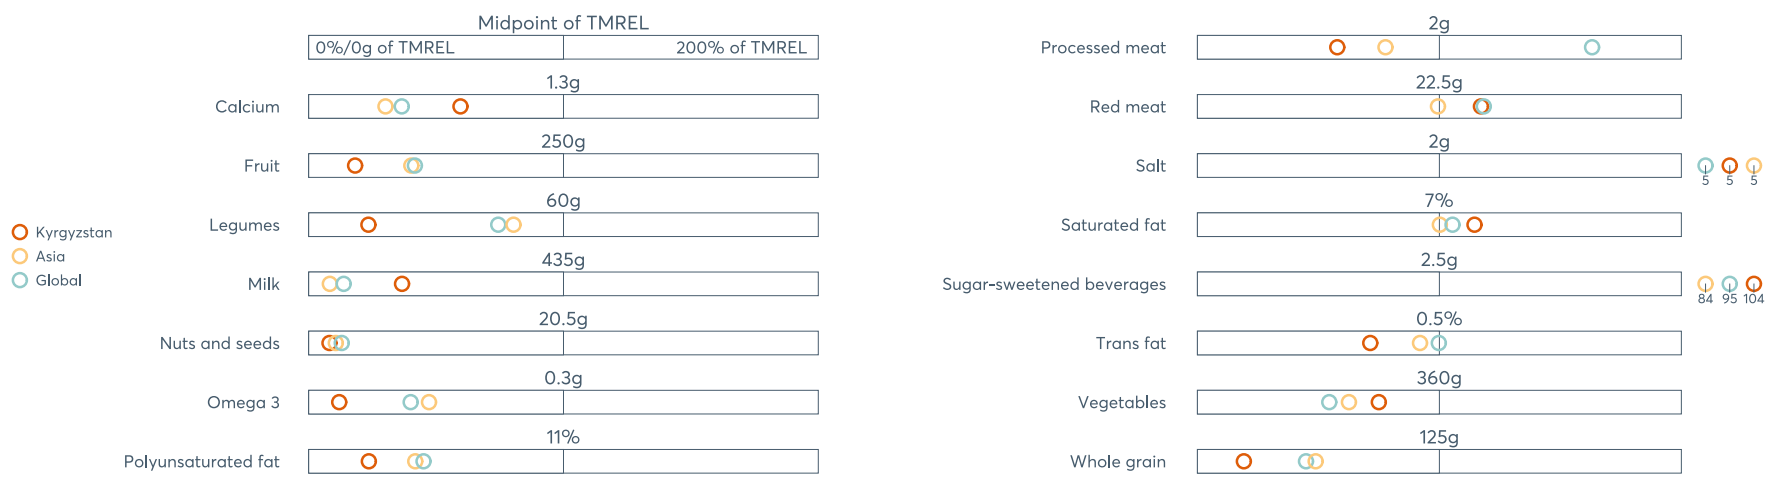 Midpoint of TMREL
0%/0g of TMREL 200% of TMREL
1.3g
Calcium
250g
Fruit
60g
Legumes
435g
Milk
20.5g
Nuts and seeds
0.3g
Omega 3
11%
Polyunsaturated fat
Kyrgyzstan
Asia
Global
2g
Processed meat
22.5g
Red meat
2g
Salt
5 5 5
7%
Saturated fat
2.5g
Sugar-sweetened beverages
84 95 104
0.5%
Trans fat
360g
Vegetables
125g
Whole grain